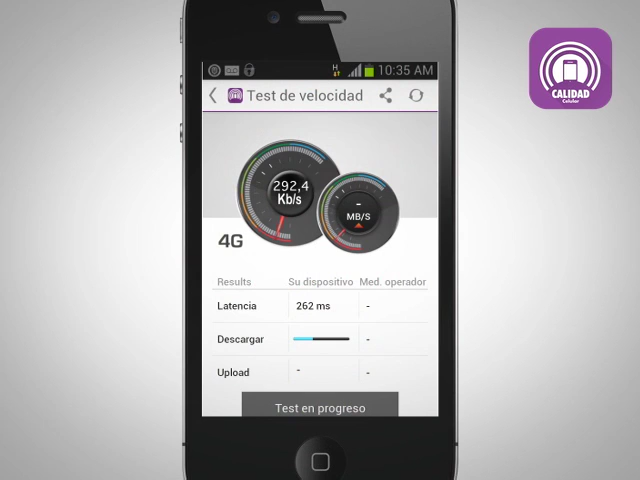 10:35 AM
H
Test de velocidad
CALIDAD
Celular
292,4
Kb/s
-
MB/S
4G
Results Su dispositivo Med. operador
Latencia 262 ms -
Descargar -
Upload - -
Test en progreso